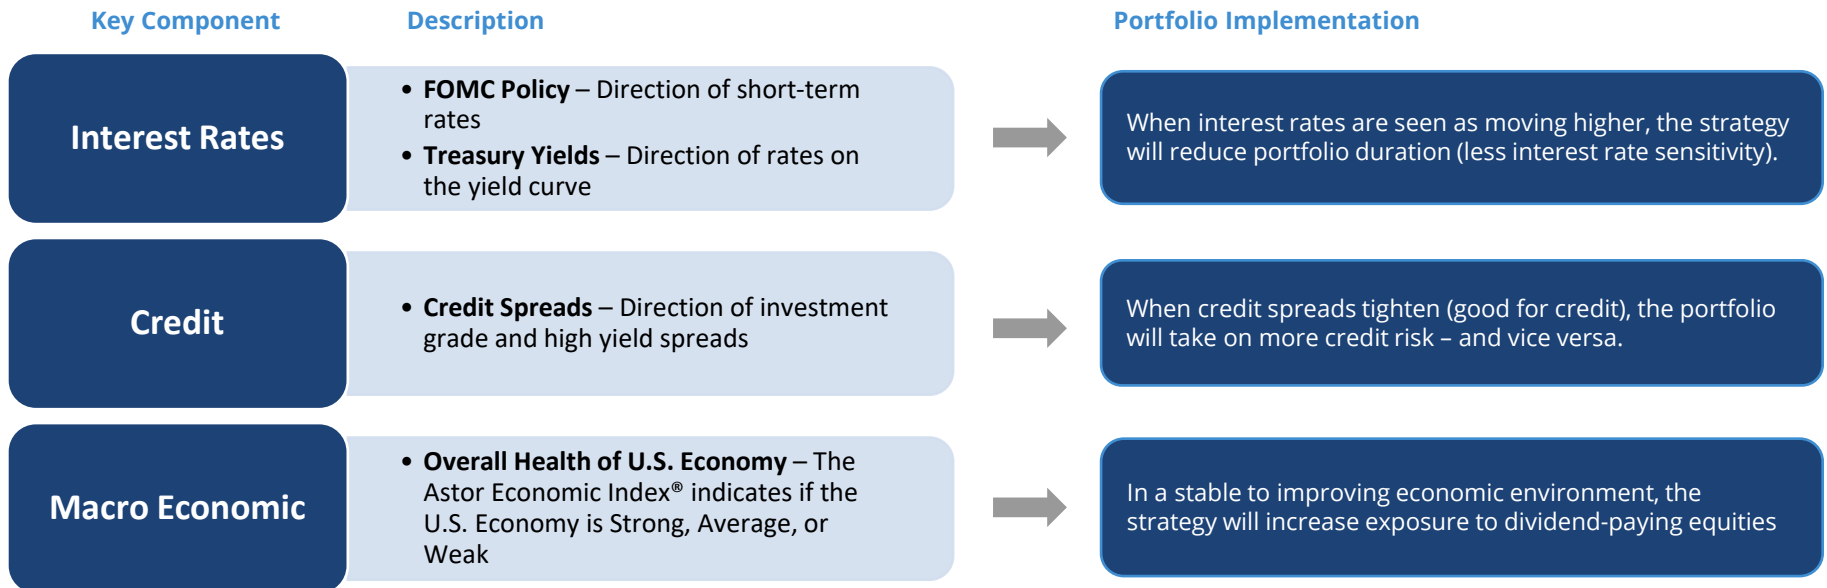 Key Component
Description
Portfolio Implementation
Interest Rates
• FOMC Policy – Direction of short-term
rates
• Treasury Yields – Direction of rates on
the yield curve
When interest rates are seen as moving higher, the strategy
will reduce portfolio duration (less interest rate sensitivity).
Credit
• Credit Spreads – Direction of investment
grade and high yield spreads
When credit spreads tighten (good for credit), the portfolio
will take on more credit risk – and vice versa.
Macro Economic
• Overall Health of U.S. Economy – The
Astor Economic Index® indicates if the
U.S. Economy is Strong, Average, or
Weak
In a stable to improving economic environment, the
strategy will increase exposure to dividend-paying equities